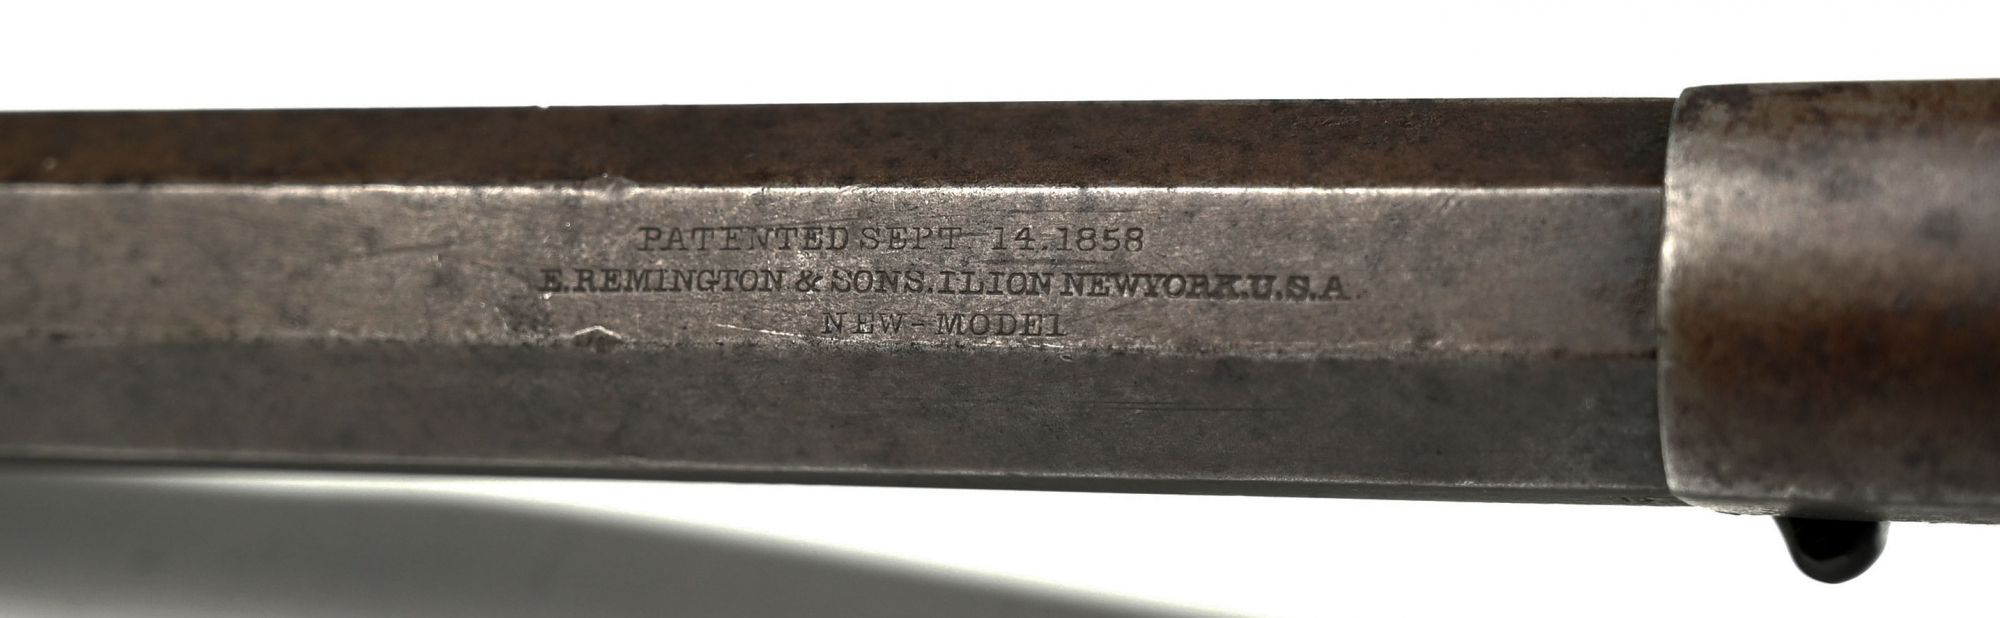 PATENTED SEPT 14.1858
E.REMINGTON & SONS.ILION NEWYORK.U.S.A.
NEW-MODEL